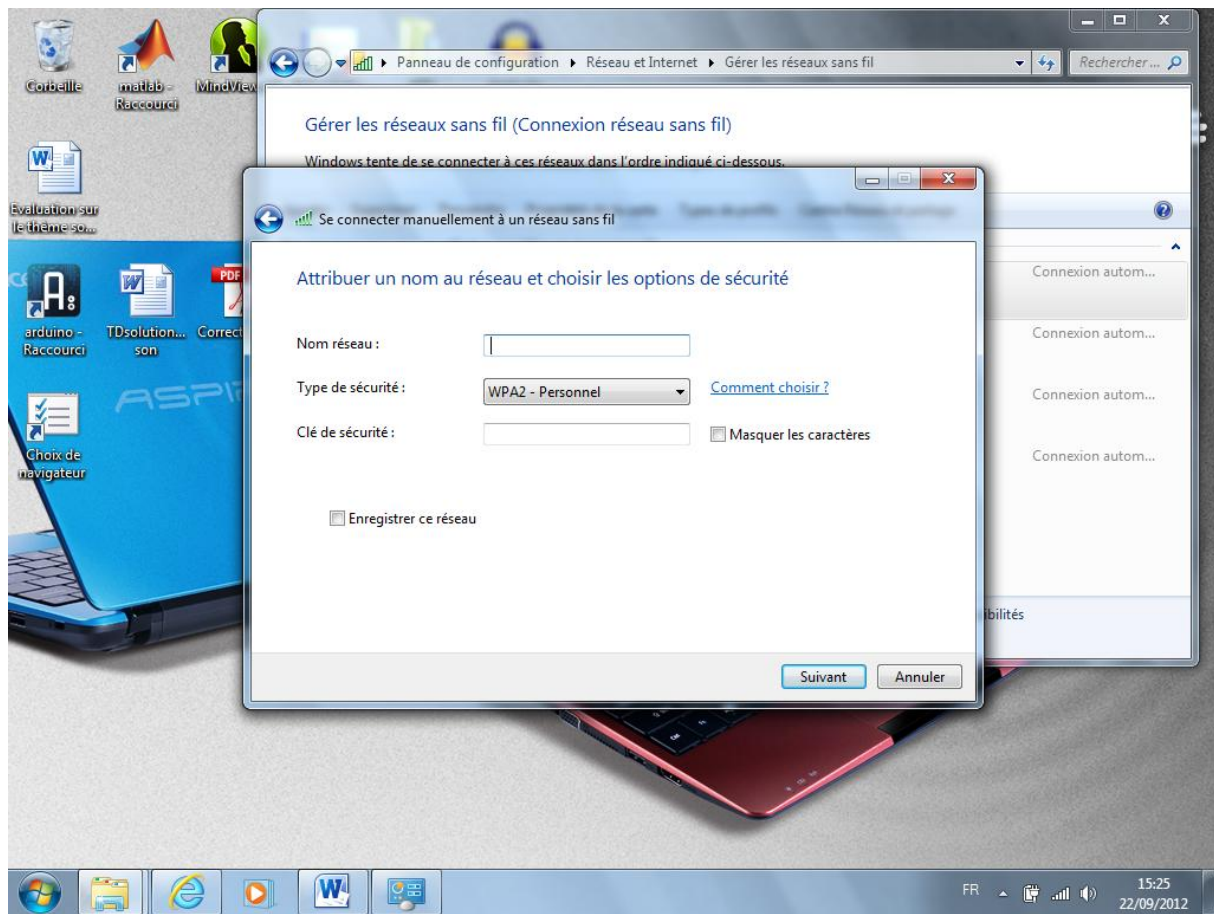 Corbeille
matlab -
Raccourci
MindView
Evaluation sur
le thème so...
arduino -
Raccourci
TDsolution...
son
PDF
Correct
Choix de
navigateur
Panneau de configuration ▸ Réseau et Internet ▸ Gérer les réseaux sans fil
Rechercher ...
Gérer les réseaux sans fil (Connexion réseau sans fil)
Windows tente de se connecter à ces réseaux dans l'ordre indiqué ci-dessous.
Connexion autom...
Connexion autom...
Connexion autom...
Connexion autom...
ibilités
Se connecter manuellement à un réseau sans fil
Attribuer un nom au réseau et choisir les options de sécurité
Nom réseau :
Type de sécurité :
WPA2 - Personnel
Comment choisir ?
Clé de sécurité :
Masquer les caractères
Enregistrer ce réseau
Suivant
Annuler
FR
15:25
22/09/2012